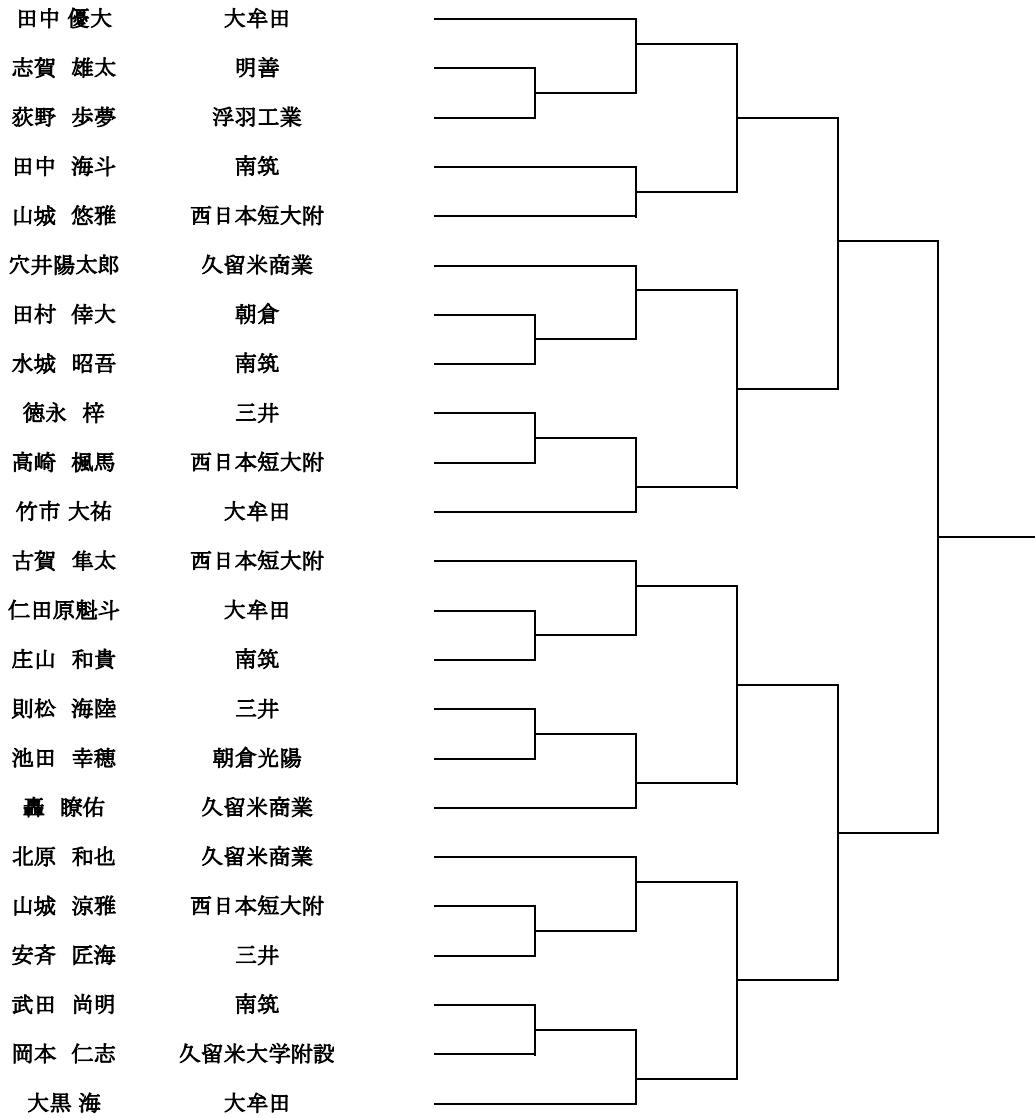 田中 優大 大牟田
志賀 雄太 明善
荻野 歩夢 浮羽工業
田中 海斗 南筑
山城 悠雅 西日本短大附
穴井陽太郎 久留米商業
田村 倖大 朝倉
水城 昭吾 南筑
徳永 梓 三井
高崎 楓馬 西日本短大附
竹市 大祐 大牟田
古賀 隼太 西日本短大附
仁田原魁斗 大牟田
庄山 和貴 南筑
則松 海陸 三井
池田 幸穂 朝倉光陽
轟 瞭佑 久留米商業
北原 和也 久留米商業
山城 涼雅 西日本短大附
安斉 匠海 三井
武田 尚明 南筑
岡本 仁志 久留米大学附設
大黒 海 大牟田